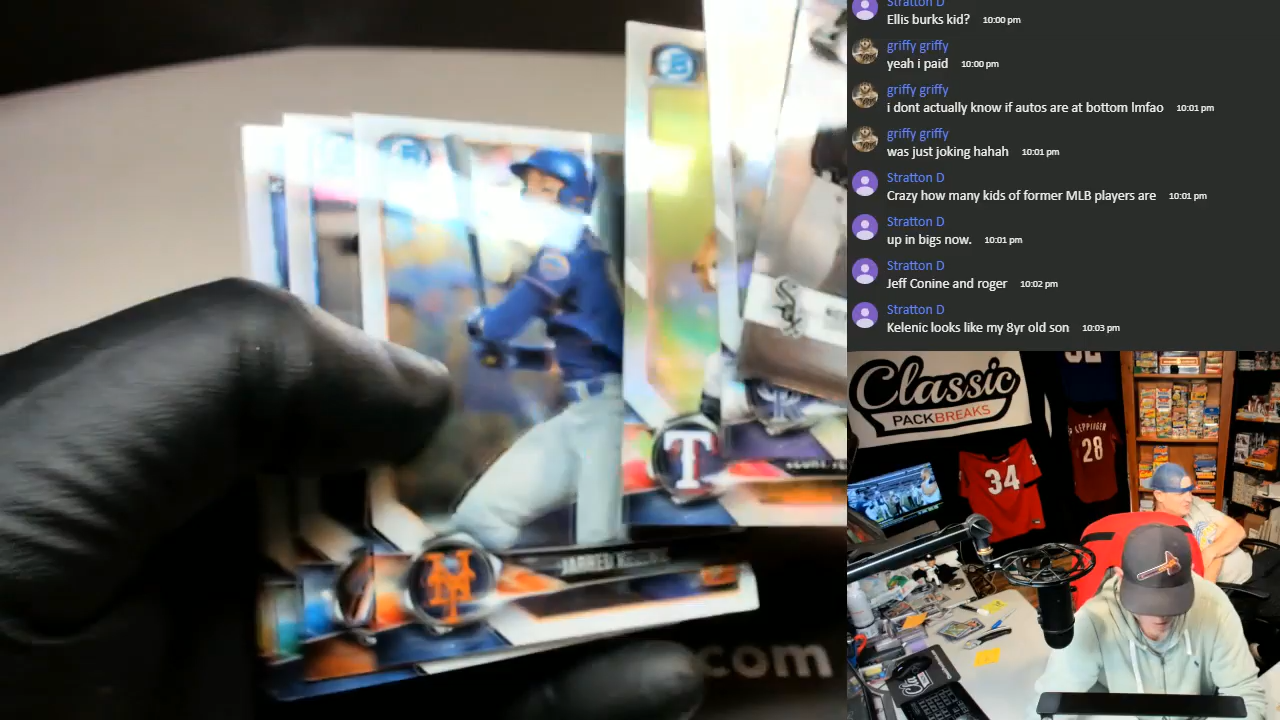 Stratton D
Ellis burks kid? 10:00 pm
griffy griffy
yeah i paid 10:00 pm
griffy griffy
i dont actually know if autos are at bottom lmfao 10:01 pm
griffy griffy
was just joking hahah 10:01 pm
Stratton D
Crazy how many kids of former MLB players are 10:01 pm
Stratton D
up in bigs now. 10:01 pm
Stratton D
Jeff Conine and roger 10:02 pm
Stratton D
Kelenic looks like my 8yr old son 10:03 pm
Classic
PACKBREAKS
34
LEPPINGER
28
T
JARRED KELENIC
.com